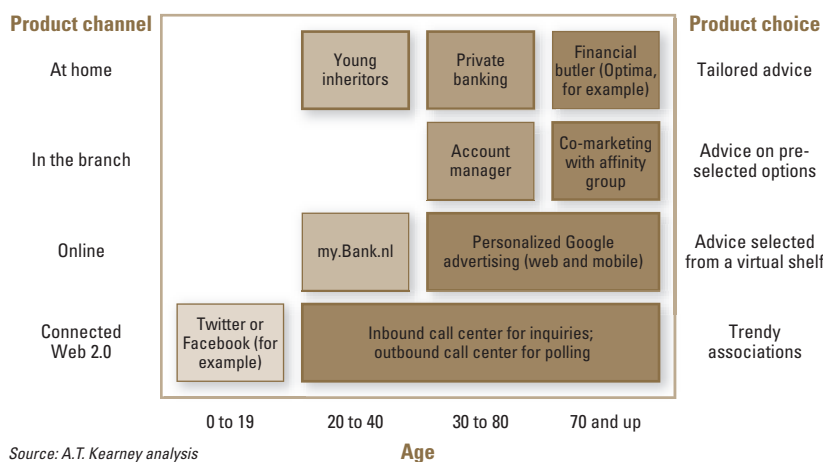 Product channel
Product choice
At home
Young
inheritors
Private
banking
Financial
butler (Optima,
for example)
Tailored advice
In the branch
Account
manager
Co-marketing
with affinity
group
Advice on pre-
selected options
Online
my.Bank.nl
Personalized Google
advertising (web and mobile)
Advice selected
from a virtual shelf
Connected
Web 2.0
Twitter or
Facebook (for
example)
Inbound call center for inquiries;
outbound call center for polling
Trendy
associations
0 to 19
20 to 40
30 to 80
70 and up
Source: A.T. Kearney analysis
Age